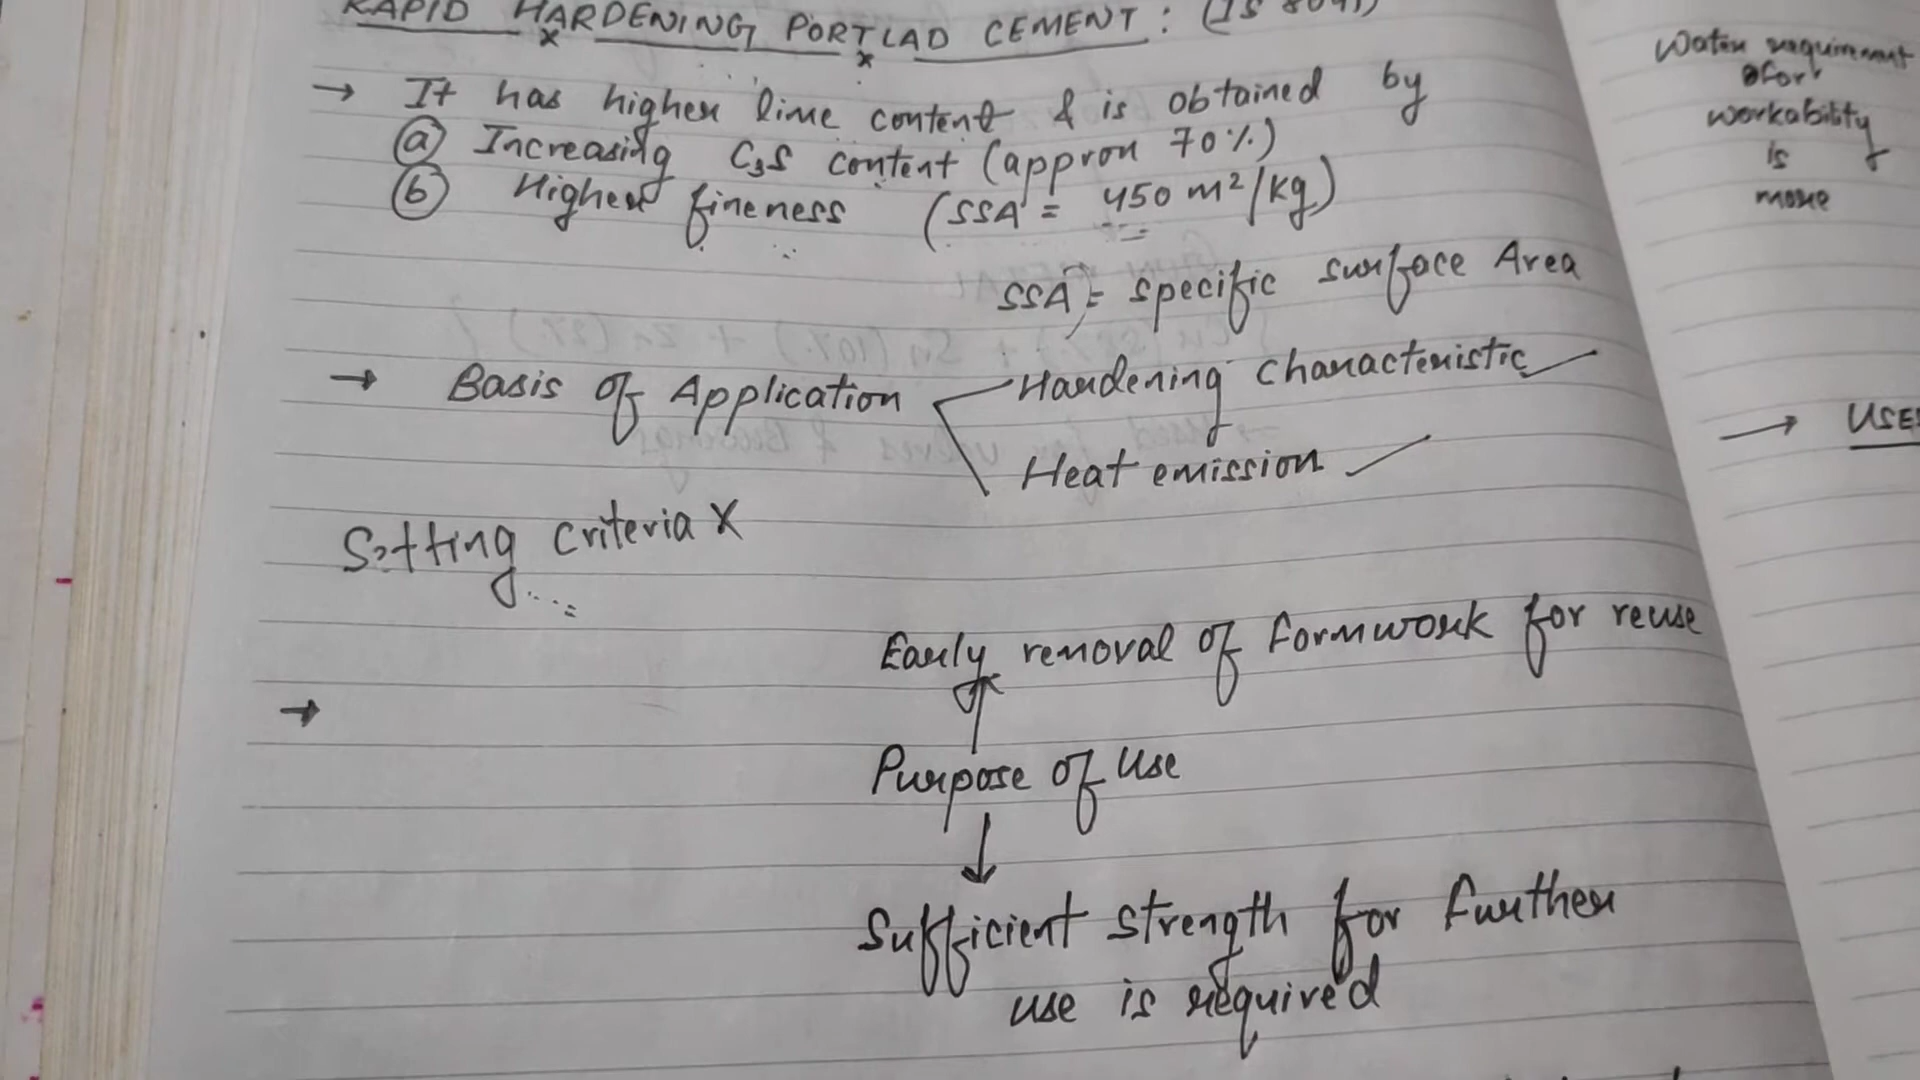 RAPID HARDENING PORTLAD CEMENT : (IS 8041)
→ It has higher lime content & is obtained by
ⓐ Increasing C3S content (approx 70%)
ⓑ Higher fineness (SSA = 450 m²/kg)
SSA = specific surface Area
→ Basis of Application
Hardening characteristic
Heat emission
Setting criteria X
Early removal of formwork for reuse
→
Purpose of Use
↓
Sufficient strength for further
use is required
Water requirement
for
workability
is
more
→ USES